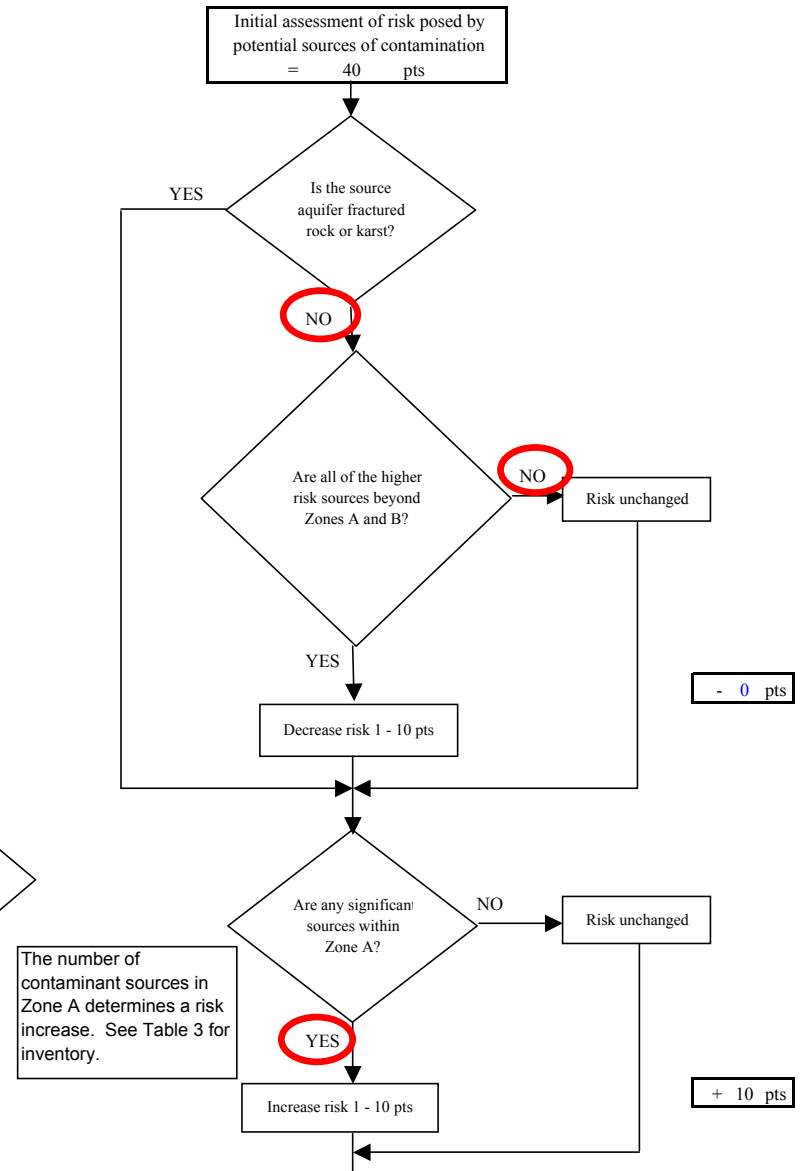 Initial assessment of risk posed by
potential sources of contamination
= 40 pts
YES
Is the source
aquifer fractured
rock or karst?
NO
Are all of the higher
risk sources beyond
Zones A and B?
NO
Risk unchanged
YES
- 0 pts
Decrease risk 1 - 10 pts
Are any significant
sources within
Zone A?
NO
Risk unchanged
The number of
contaminant sources in
Zone A determines a risk
increase. See Table 3 for
inventory.
YES
+ 10 pts
Increase risk 1 - 10 pts